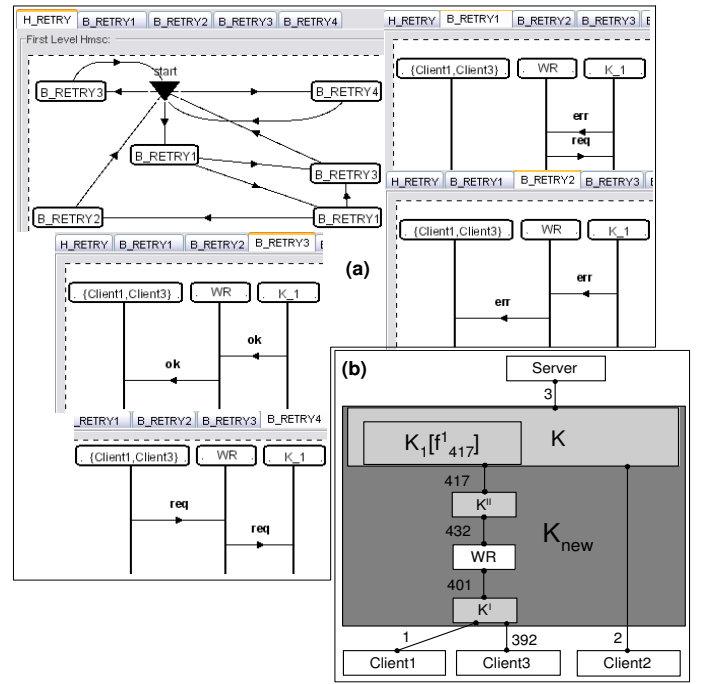 H_RETRY B_RETRY1 B_RETRY2 B_RETRY3 B_RETRY4
First Level Hmsc:
start
B_RETRY3
B_RETRY4
B_RETRY1
B_RETRY3
B_RETRY2
B_RETRY1
H_RETRY B_RETRY1 B_RETRY2 B_RETRY3
{Client1,Client3} WR K_1
err
req
H_RETRY B_RETRY1 B_RETRY2 B_RETRY3
{Client1,Client3} WR K_1
err
err
H_RETRY B_RETRY1 B_RETRY2 B_RETRY3
(a)
{Client1,Client3} WR K_1
ok
ok
_RETRY1 B_RETRY2 B_RETRY3 B_RETRY4
{Client1,Client3} WR K_1
req
req
(b)
Server
3
K₁[f¹₄₁₇] K
417
K^II
432
WR
K_new
401
K^I
1 392 2
Client1 Client3 Client2